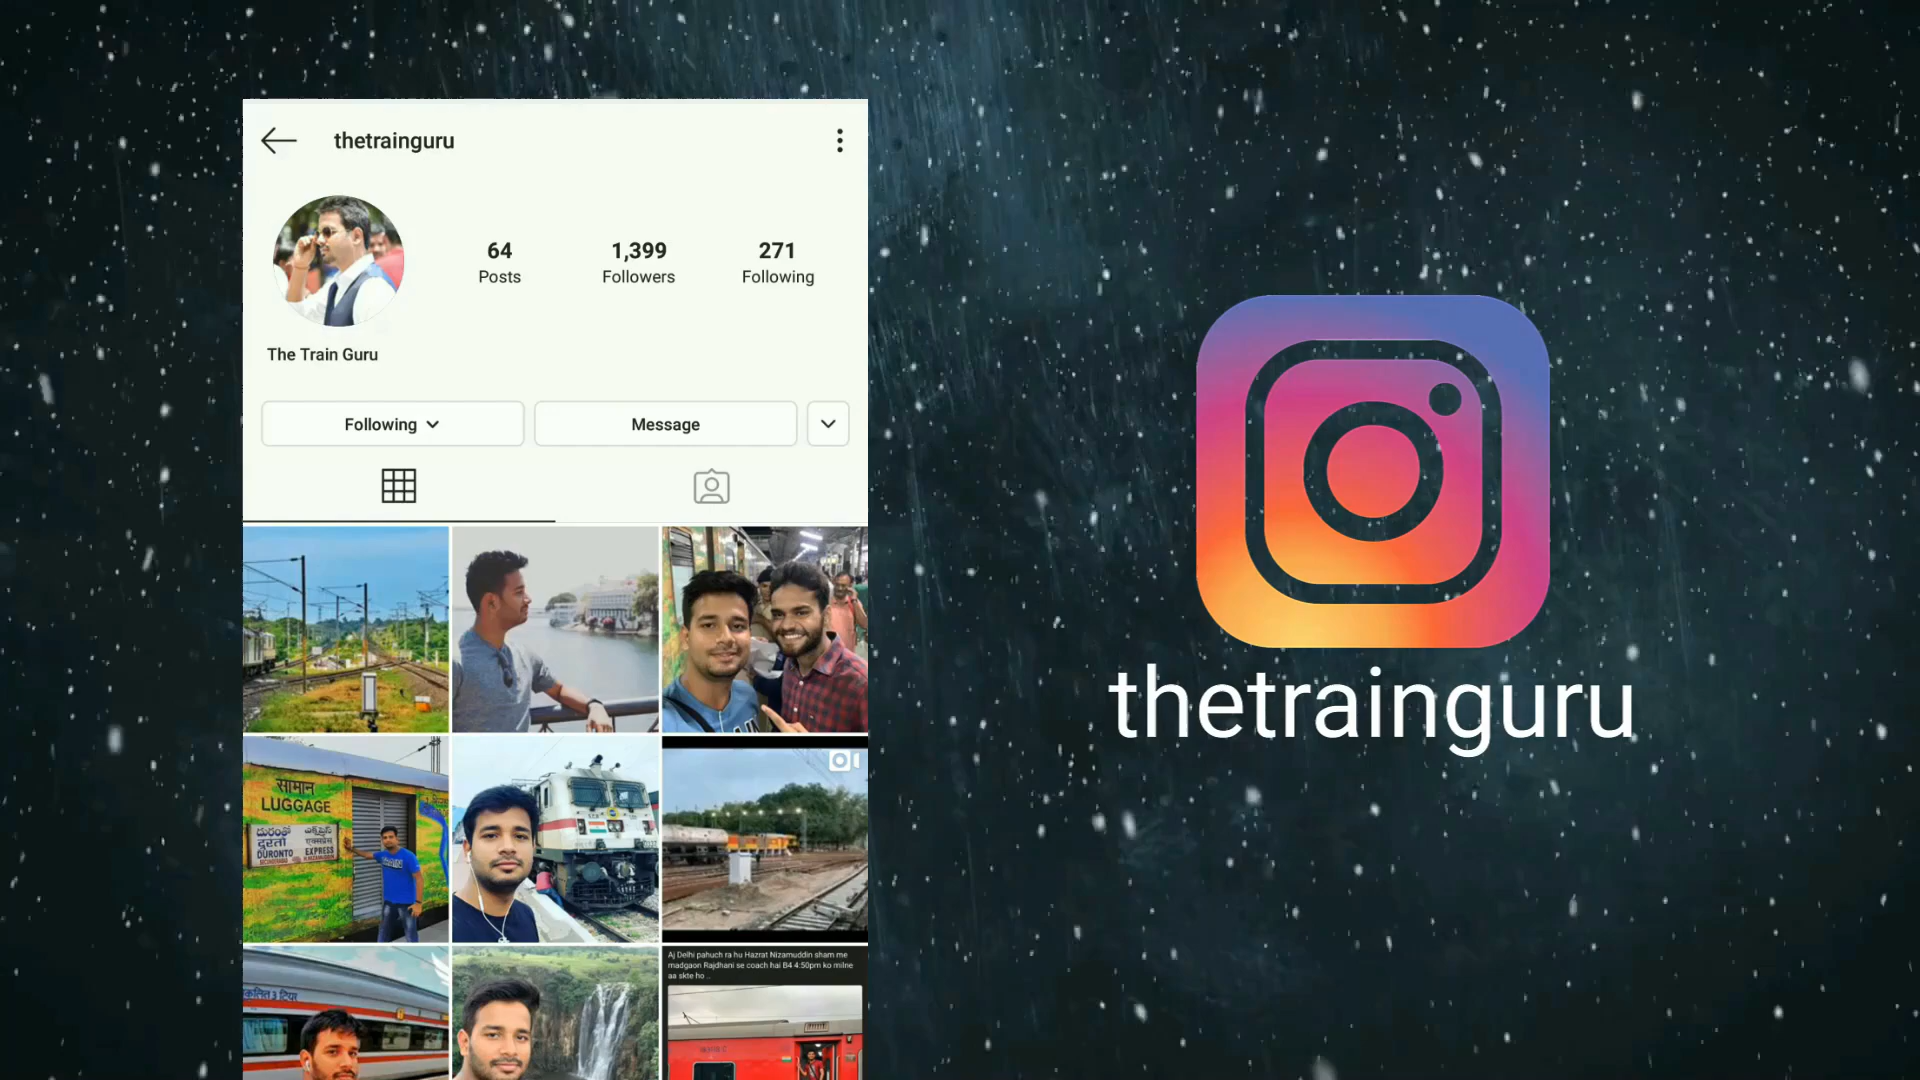 thetrainguru
64
1,399
271
Posts
Followers
Following
The Train Guru
Following
Message
सामान
LUGGAGE
దురంతో
दूरंतो
DURONTO
एक्सप्रेस
EXPRESS
Aj Delhi pahuch ra hu Hazrat Nizamuddin sham me
madgaon Rajdhani se coach hai B4 4:50pm ko milne
aa skte ho ..
thetrainguru